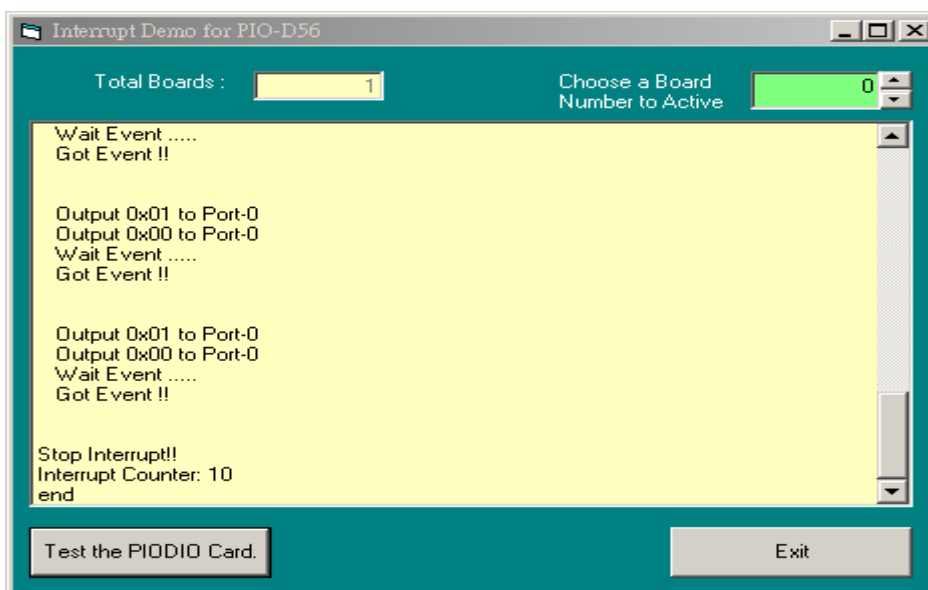 Interrupt Demo for PIO-D56
Total Boards :
1
Choose a Board
Number to Active
0
Wait Event .....
Got Event !!
Output 0x01 to Port-0
Output 0x00 to Port-0
Wait Event .....
Got Event !!
Output 0x01 to Port-0
Output 0x00 to Port-0
Wait Event .....
Got Event !!
Stop Interrupt!!
Interrupt Counter: 10
end
Test the PIODIO Card.
Exit